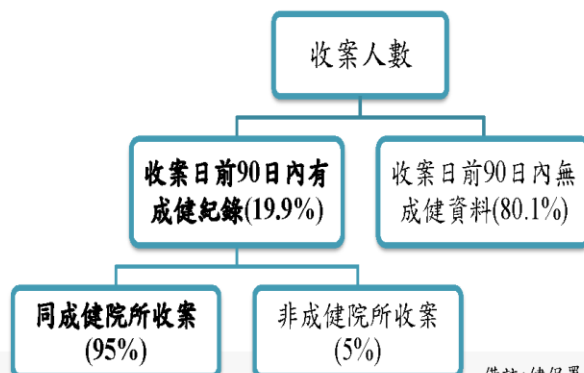 收案人數
收案日前90日內有
成健紀錄(19.9%)
收案日前90日內無
成健資料(80.1%)
同成健院所收案
(95%)
非成健院所收案
(5%)